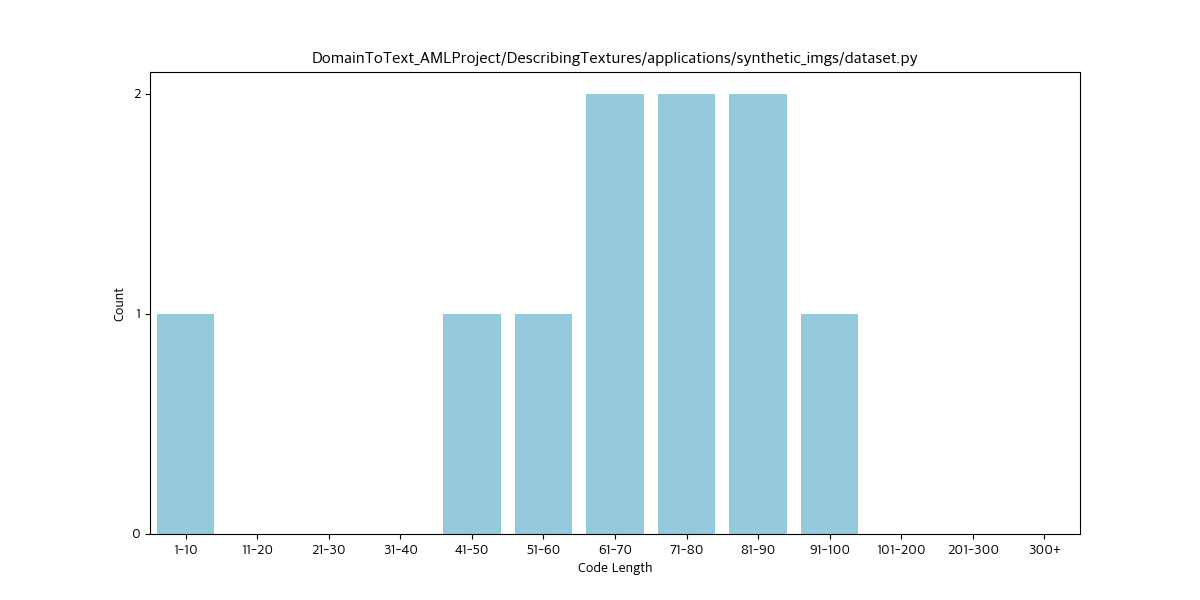 DomainToText_AMLProject/DescribingTextures/applications/synthetic_imgs/dataset.py
2
1
0
Count
1-10 11-20 21-30 31-40 41-50 51-60 61-70 71-80 81-90 91-100 101-200 201-300 300+
Code Length